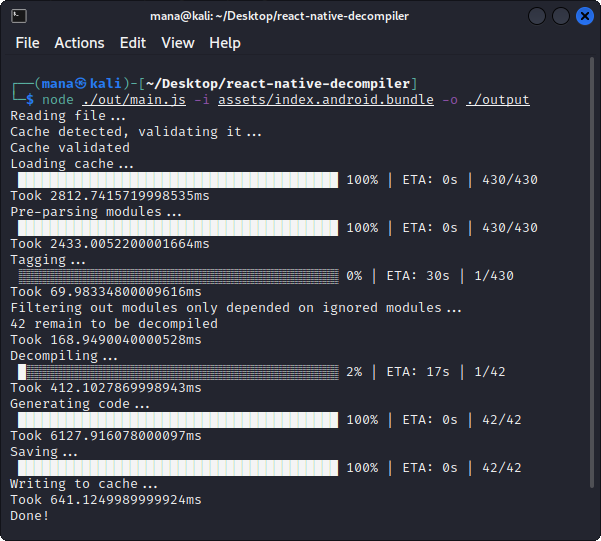 mana@kali: ~/Desktop/react-native-decompiler
File Actions Edit View Help
┌──(mana㉿kali)-[~/Desktop/react-native-decompiler]
└─$ node ./out/main.js -i assets/index.android.bundle -o ./output
Reading file...
Cache detected, validating it...
Cache validated
Loading cache...
100% | ETA: 0s | 430/430
Took 2812.7415719998535ms
Pre-parsing modules...
100% | ETA: 0s | 430/430
Took 2433.0052200001664ms
Tagging...
0% | ETA: 30s | 1/430
Took 69.98334800009616ms
Filtering out modules only depended on ignored modules...
42 remain to be decompiled
Took 168.9490040000528ms
Decompiling...
2% | ETA: 17s | 1/42
Took 412.1027869998943ms
Generating code...
100% | ETA: 0s | 42/42
Took 6127.916078000097ms
Saving...
100% | ETA: 0s | 42/42
Writing to cache...
Took 641.1249989999924ms
Done!